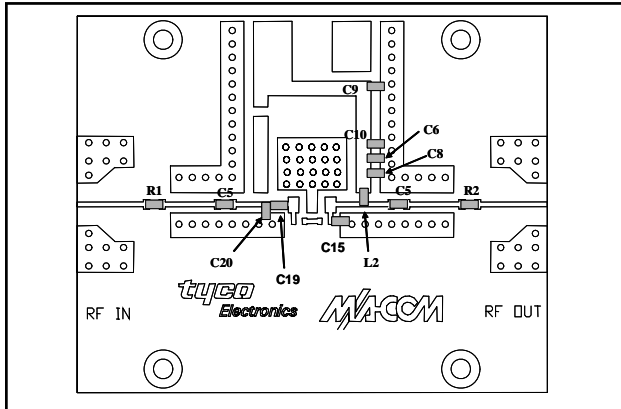 C9
C10
C6
C8
R1
C5
C5
R2
C20
C19
C15
L2
tyco
Electronics
M/A-COM
RF IN
RF OUT